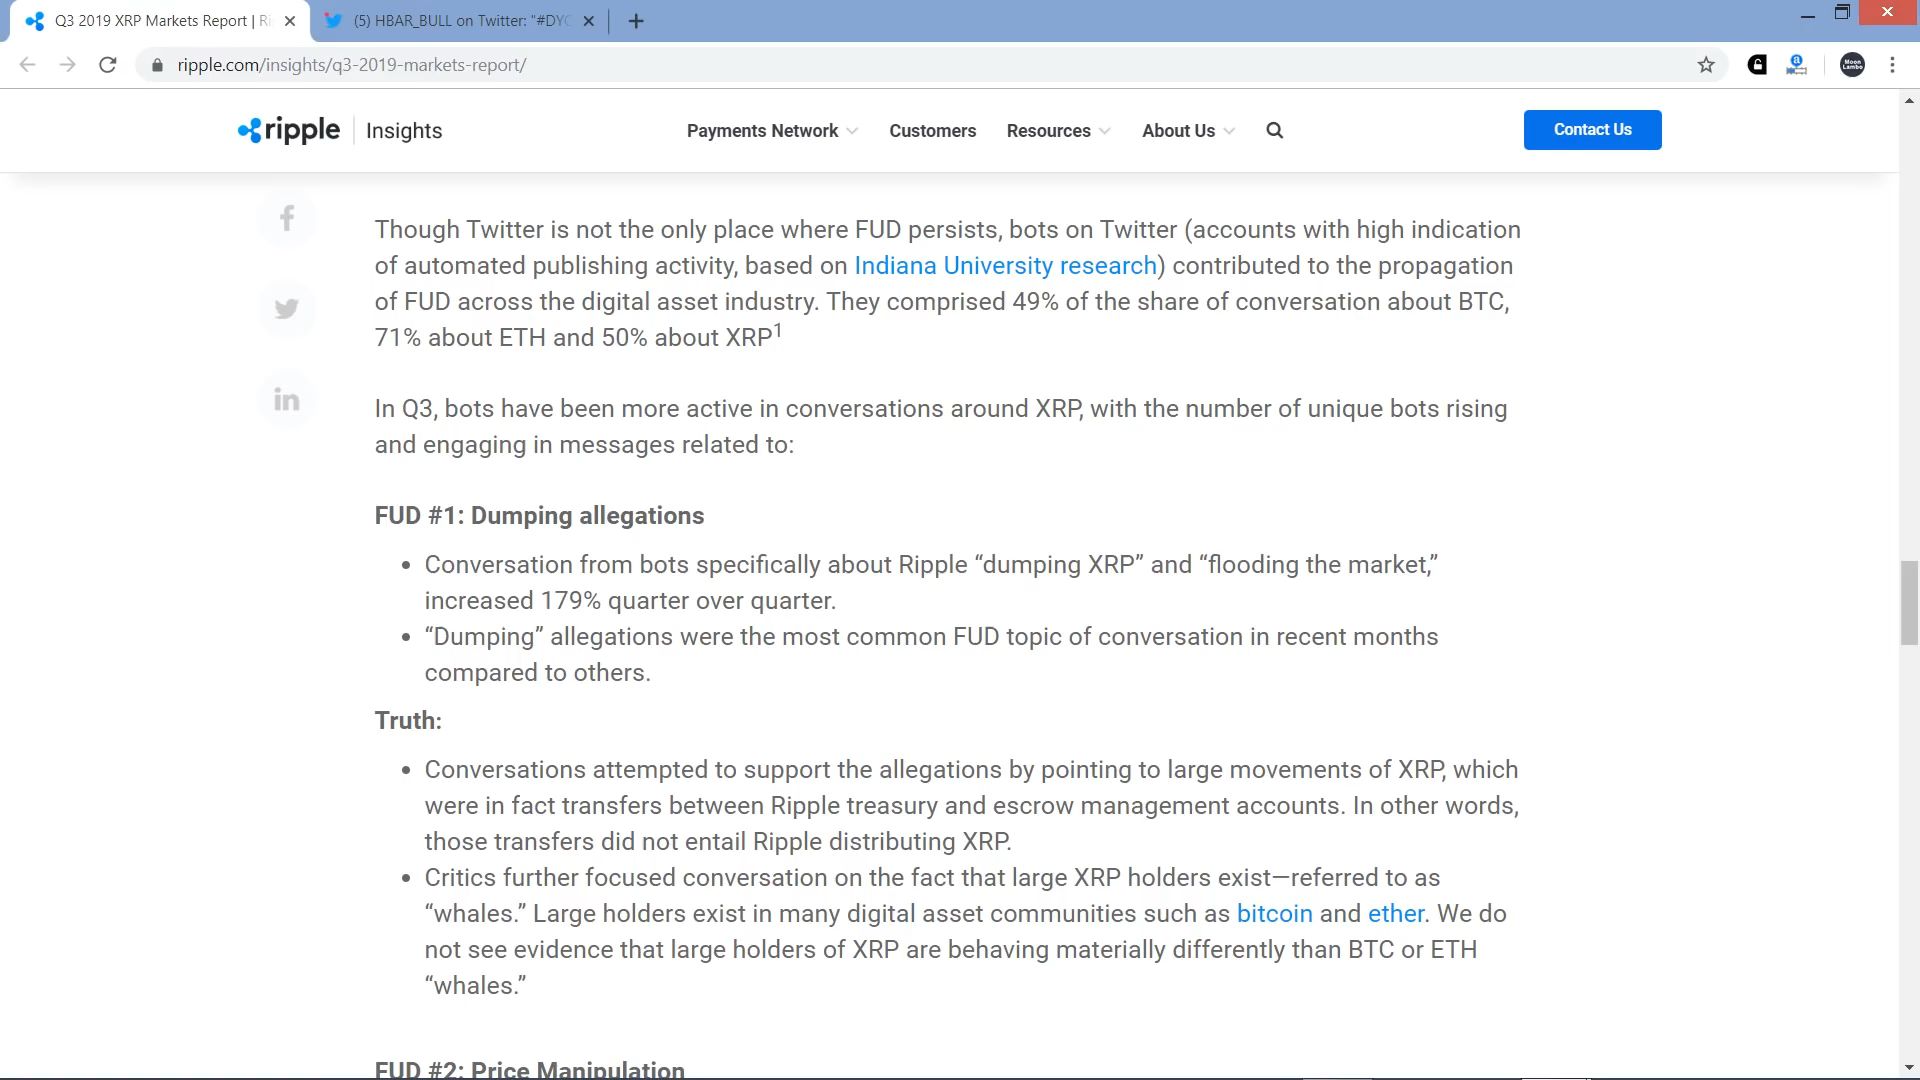 Q3 2019 XRP Markets Report | Ri
(5) HBAR_BULL on Twitter: "#DYO
ripple.com/insights/q3-2019-markets-report/
Moon Lambo
ripple Insights
Payments Network
Customers
Resources
About Us
Contact Us
Though Twitter is not the only place where FUD persists, bots on Twitter (accounts with high indication
of automated publishing activity, based on Indiana University research) contributed to the propagation
of FUD across the digital asset industry. They comprised 49% of the share of conversation about BTC,
71% about ETH and 50% about XRP1
In Q3, bots have been more active in conversations around XRP, with the number of unique bots rising
and engaging in messages related to:
FUD #1: Dumping allegations
• Conversation from bots specifically about Ripple “dumping XRP” and “flooding the market,”
increased 179% quarter over quarter.
• “Dumping” allegations were the most common FUD topic of conversation in recent months
compared to others.
Truth:
• Conversations attempted to support the allegations by pointing to large movements of XRP, which
were in fact transfers between Ripple treasury and escrow management accounts. In other words,
those transfers did not entail Ripple distributing XRP.
• Critics further focused conversation on the fact that large XRP holders exist—referred to as
“whales.” Large holders exist in many digital asset communities such as bitcoin and ether. We do
not see evidence that large holders of XRP are behaving materially differently than BTC or ETH
“whales.”
FUD #2: Price Manipulation